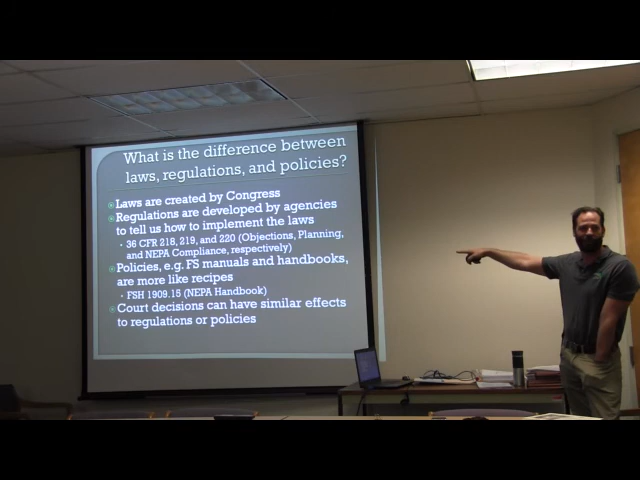 What is the difference between
laws, regulations, and policies?
Laws are created by Congress
Regulations are developed by agencies
to tell us how to implement the laws
36 CFR 218, 219, and 220 (Objections, Planning,
and NEPA Compliance, respectively)
Policies, e.g. FS manuals and handbooks,
are more like recipes
FSH 1909.15 (NEPA Handbook)
Court decisions can have similar effects
to regulations or policies